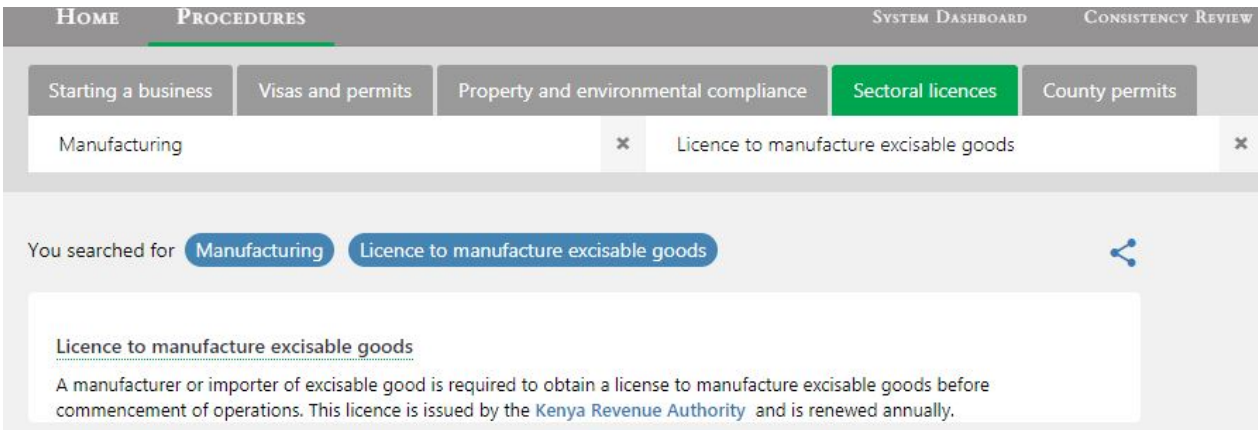 HOME PROCEDURES SYSTEM DASHBOARD CONSISTENCY REVIEW
Starting a business Visas and permits Property and environmental compliance Sectoral licences County permits
Manufacturing × Licence to manufacture excisable goods ×
You searched for Manufacturing Licence to manufacture excisable goods
Licence to manufacture excisable goods
A manufacturer or importer of excisable good is required to obtain a license to manufacture excisable goods before
commencement of operations. This licence is issued by the Kenya Revenue Authority and is renewed annually.